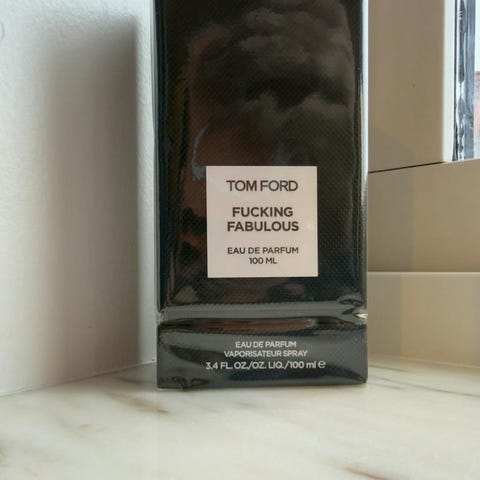 TOM FORD
FUCKING
FABULOUS
EAU DE PARFUM
100 ML
EAU DE PARFUM
VAPORISATEUR SPRAY
3.4 FL.OZ./OZ. LIQ./100 ml ℮